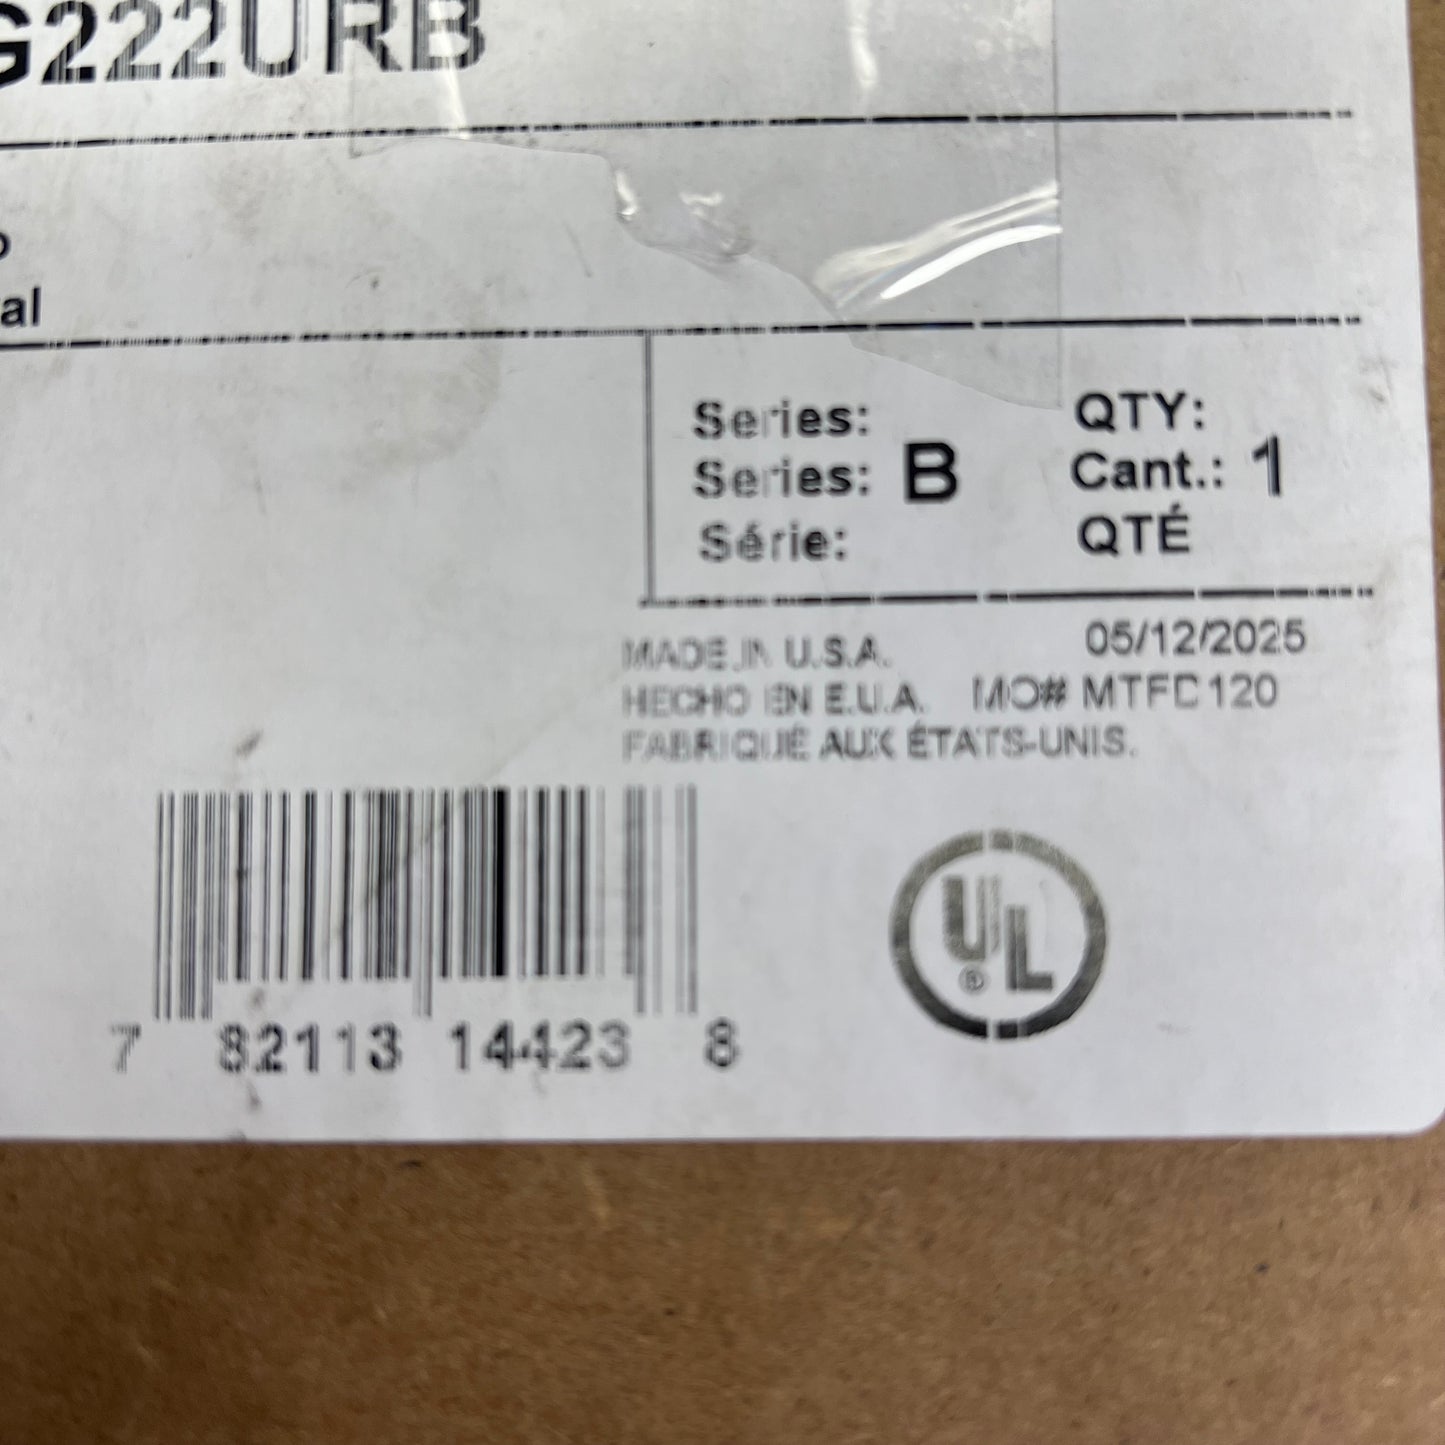 G222URB
al
Series: QTY:
Series: B Cant.: 1
Série: QTÉ
MADE IN U.S.A. 05/12/2025
HECHO EN E.U.A. MO# MTFD120
FABRIQUÉ AUX ÉTATS-UNIS.
UL
®
7 82113 14423 8